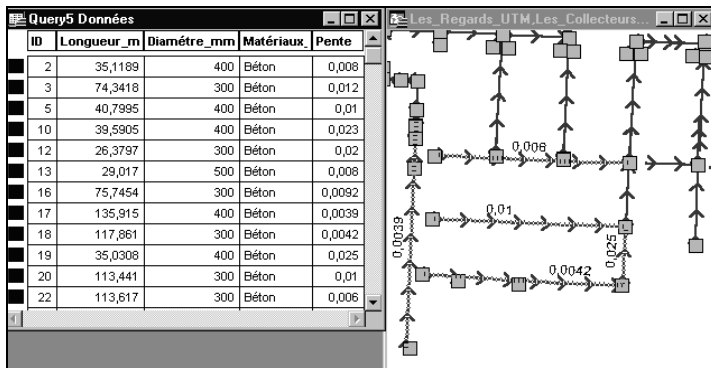 Query5 Données
ID Longueur_m Diamétre_mm Matériaux_ Pente
2 35,1189 400 Béton 0,008
3 74,3418 300 Béton 0,012
5 40,7995 400 Béton 0,01
10 39,5905 400 Béton 0,023
12 26,3797 300 Béton 0,02
13 29,017 500 Béton 0,008
16 75,7454 300 Béton 0,0092
17 135,915 400 Béton 0,0039
18 117,861 300 Béton 0,0042
19 35,0308 400 Béton 0,025
20 113,441 300 Béton 0,01
22 113,617 300 Béton 0,006
Les_Regards_UTM,Les_Collecteurs...
0,006
0,01
0,0039
0,025
0,0042